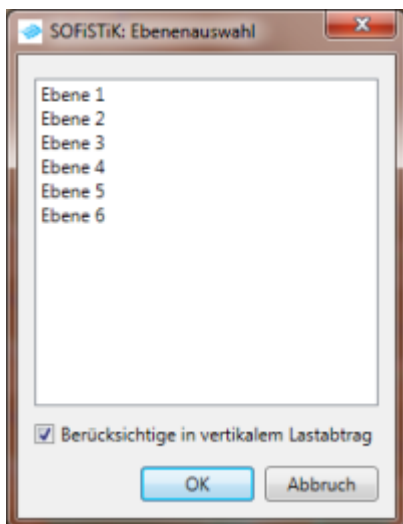 SOFiSTiK: Ebenenauswahl
Ebene 1
Ebene 2
Ebene 3
Ebene 4
Ebene 5
Ebene 6
Berücksichtige in vertikalem Lastabtrag
OK Abbruch